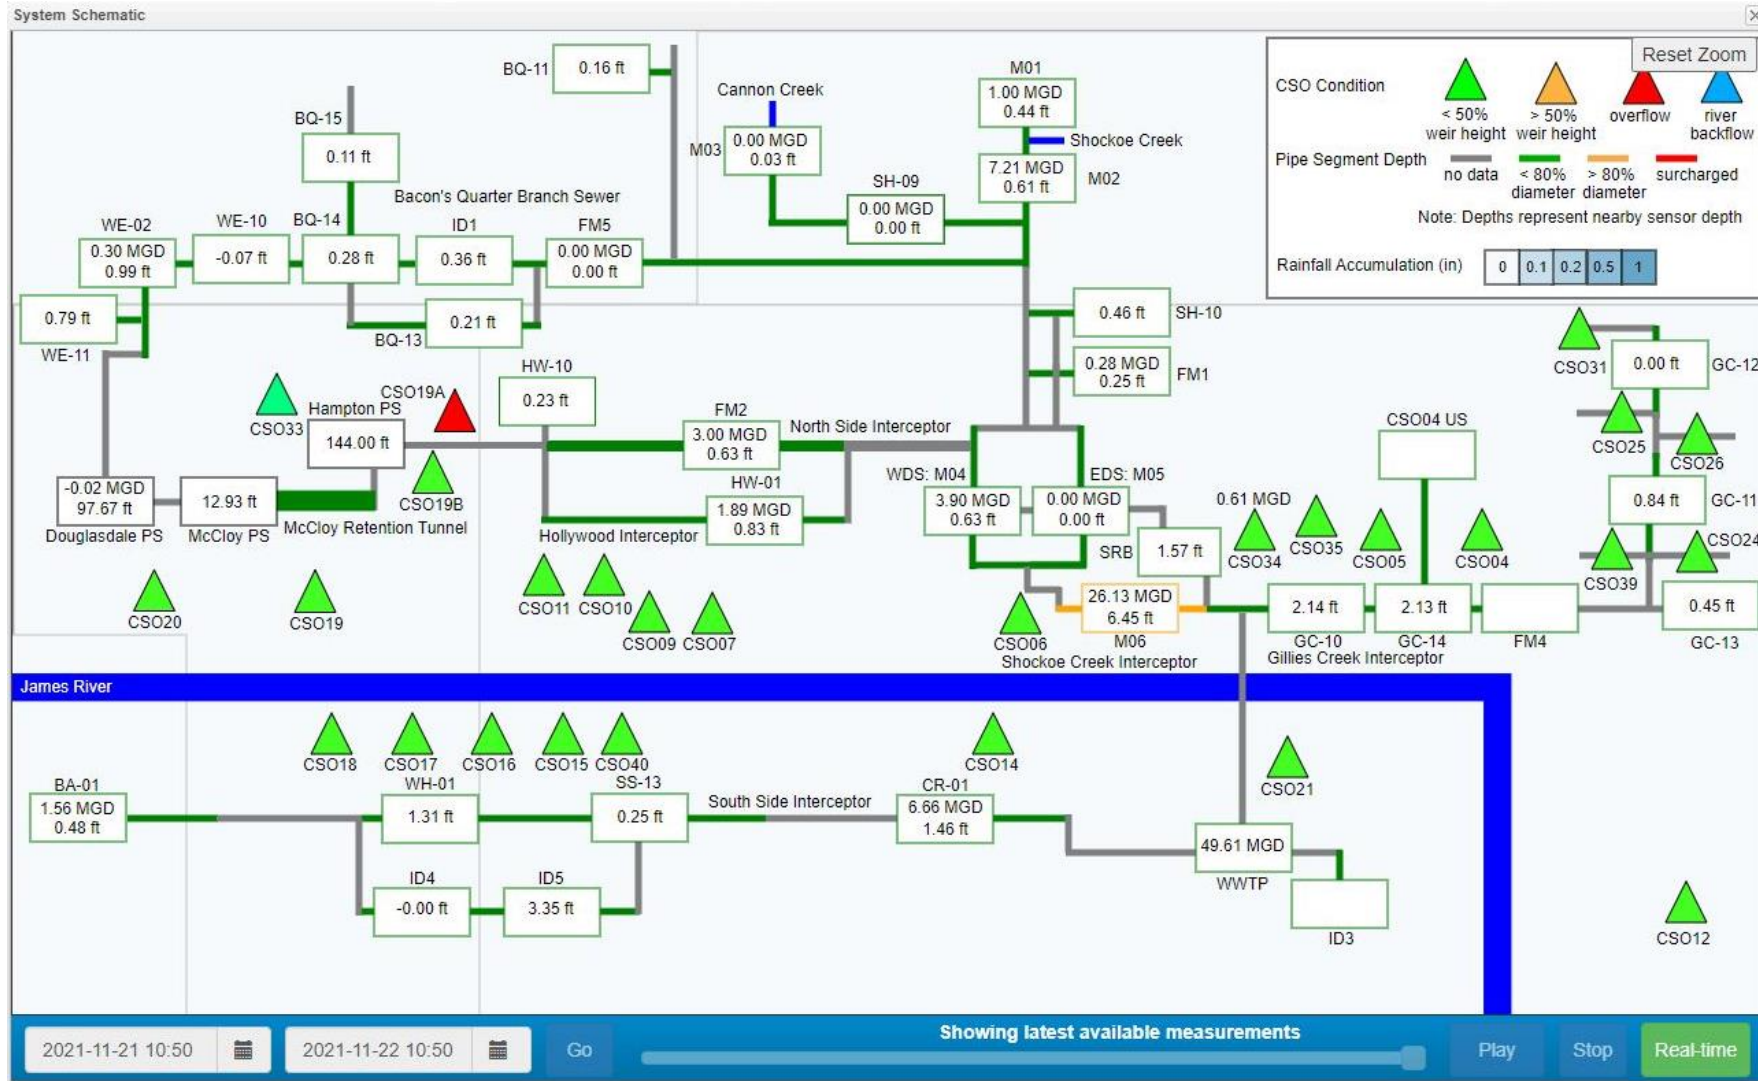 System Schematic
Reset Zoom
CSO Condition
< 50%
weir height
> 50%
weir height
overflow
river
backflow
Pipe Segment Depth
no data
< 80%
diameter
> 80%
diameter
surcharged
Note: Depths represent nearby sensor depth
Rainfall Accumulation (in)
0
0.1
0.2
0.5
1
BQ-11
0.16 ft
BQ-15
0.11 ft
Cannon Creek
M03
0.00 MGD
0.03 ft
M01
1.00 MGD
0.44 ft
Shockoe Creek
7.21 MGD
0.61 ft
M02
SH-09
0.00 MGD
0.00 ft
Bacon's Quarter Branch Sewer
WE-02
0.30 MGD
0.99 ft
WE-10
-0.07 ft
BQ-14
0.28 ft
ID1
0.36 ft
FM5
0.00 MGD
0.00 ft
0.79 ft
WE-11
BQ-13
0.21 ft
0.46 ft
SH-10
0.28 MGD
0.25 ft
FM1
CSO31
0.00 ft
GC-12
CSO33
Hampton PS
144.00 ft
CSO19A
CSO19B
HW-10
0.23 ft
FM2
3.00 MGD
0.63 ft
North Side Interceptor
CSO04 US
CSO25
CSO26
-0.02 MGD
97.67 ft
Douglasdale PS
12.93 ft
McCloy PS
McCloy Retention Tunnel
HW-01
1.89 MGD
0.83 ft
Hollywood Interceptor
WDS: M04
3.90 MGD
0.63 ft
EDS: M05
0.00 MGD
0.00 ft
SRB
1.57 ft
0.61 MGD
CSO34
CSO35
CSO05
CSO04
0.84 ft
GC-11
CSO39
CSO24
CSO20
CSO19
CSO11
CSO10
CSO09
CSO07
CSO06
26.13 MGD
6.45 ft
M06
Shockoe Creek Interceptor
2.14 ft
GC-10
2.13 ft
GC-14
Gillies Creek Interceptor
FM4
0.45 ft
GC-13
James River
CSO18
CSO17
CSO16
CSO15
CSO40
CSO14
CSO21
BA-01
1.56 MGD
0.48 ft
WH-01
1.31 ft
SS-13
0.25 ft
South Side Interceptor
CR-01
6.66 MGD
1.46 ft
49.61 MGD
WWTP
ID4
-0.00 ft
ID5
3.35 ft
ID3
CSO12
2021-11-21 10:50
2021-11-22 10:50
Go
Showing latest available measurements
Play
Stop
Real-time